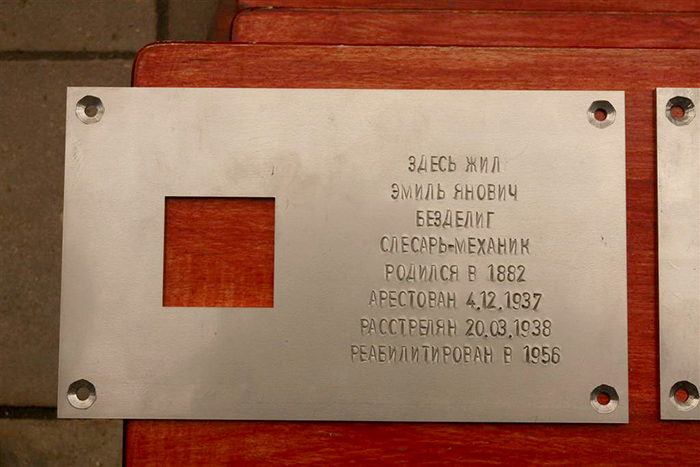 ЗДЕСЬ ЖИЛ
ЭМИЛЬ ЯНОВИЧ
БЕЗДЕЛИГ
СЛЕСАРЬ-МЕХАНИК
РОДИЛСЯ В 1882
АРЕСТОВАН 4.12.1937
РАССТРЕЛЯН 20.03.1938
РЕАБИЛИТИРОВАН В 1956